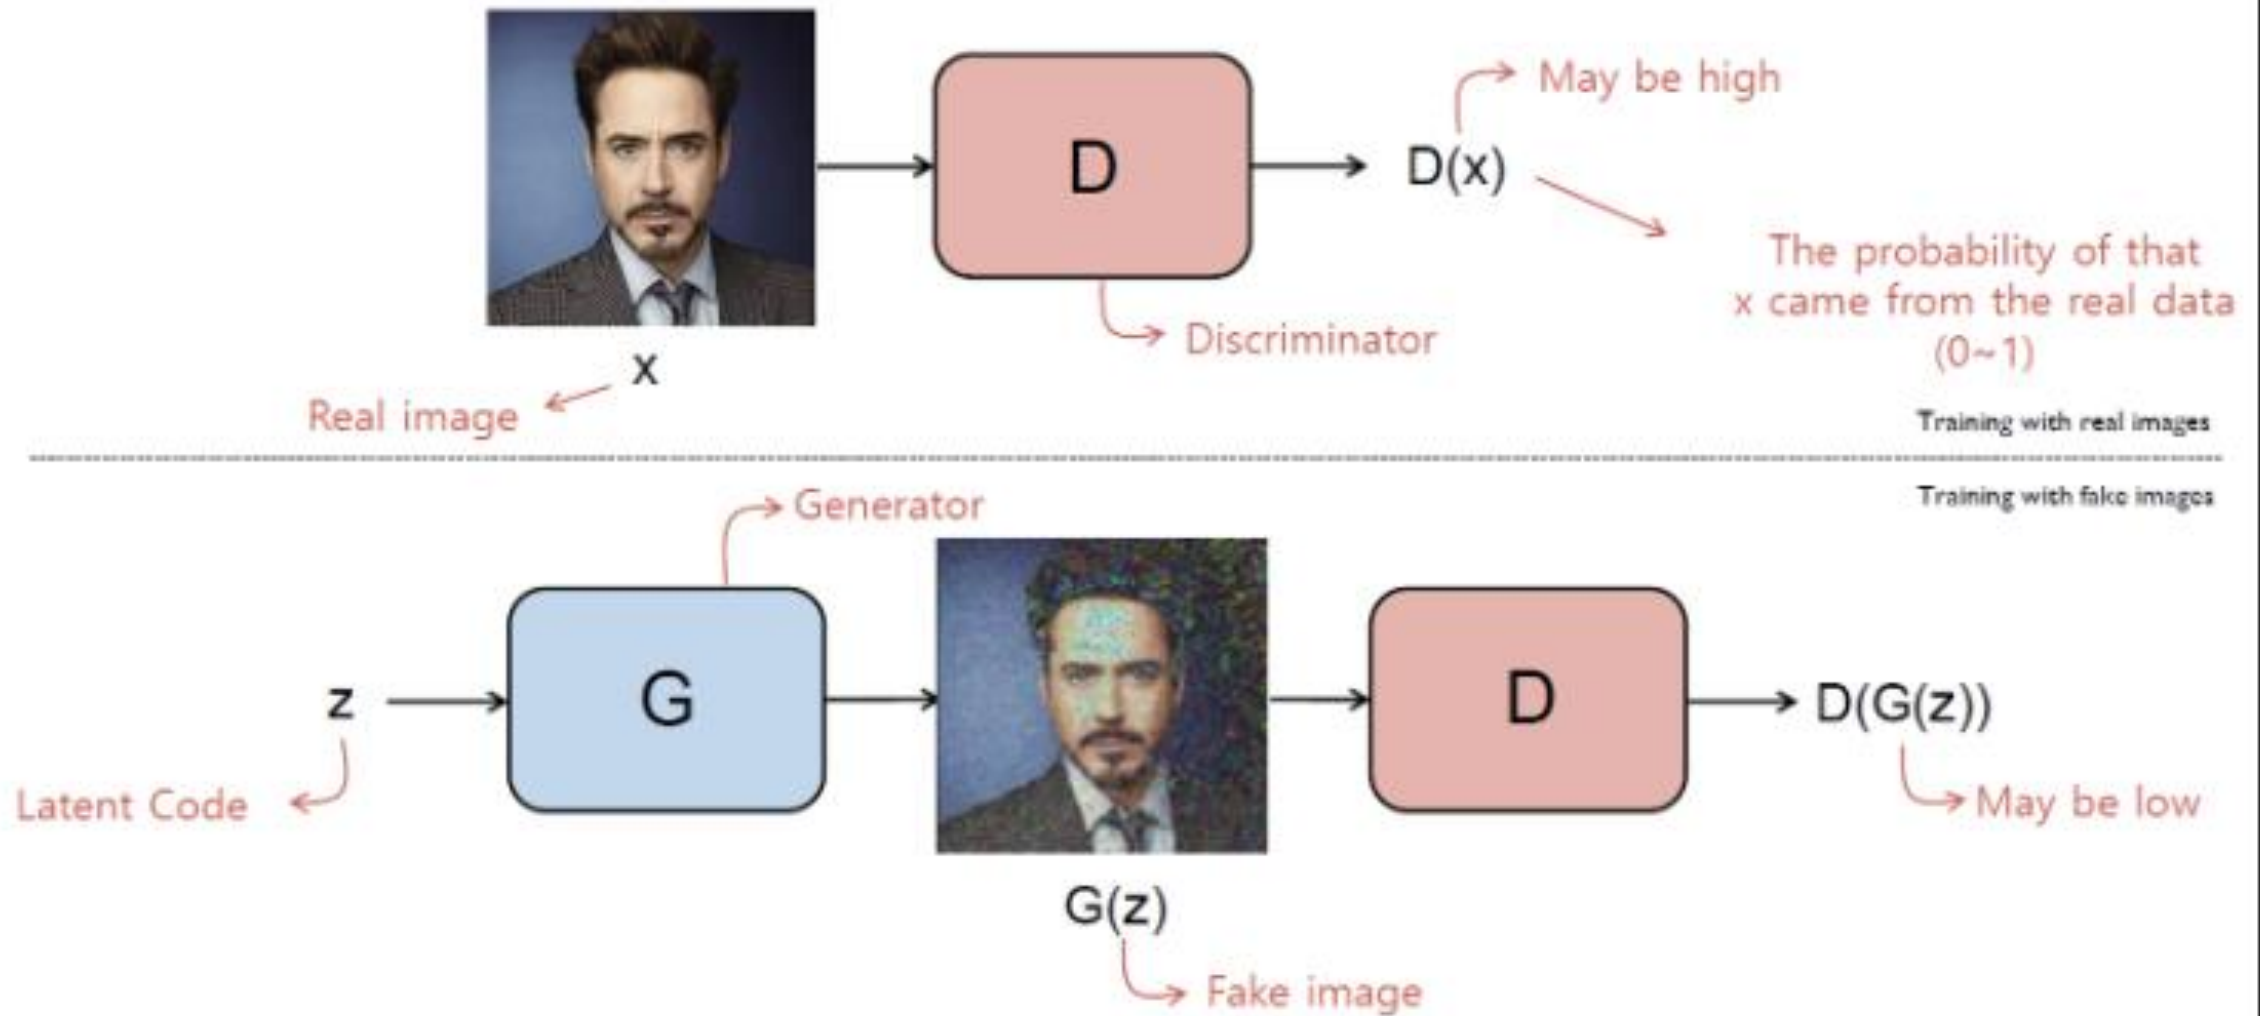 May be high
D
D(x)
The probability of that
x came from the real data
(0~1)
Discriminator
x
Real image
Training with real images
Training with fake images
Generator
z
G
D
D(G(z))
Latent Code
May be low
G(z)
Fake image